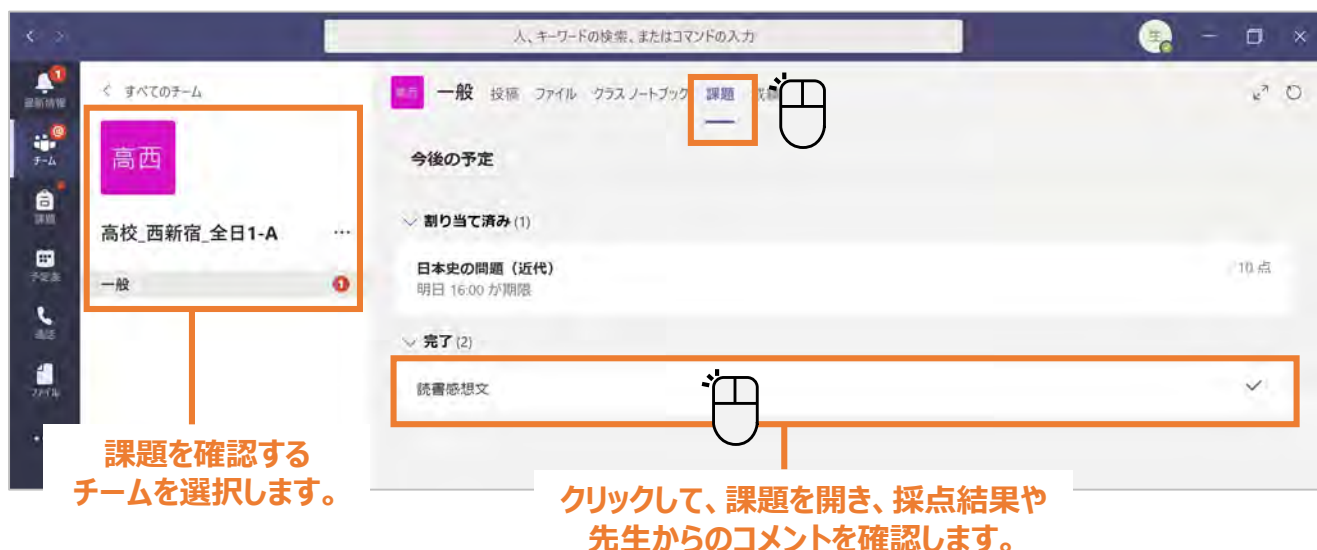 人、キーワードの検索、またはコマンドの入力
生
1
最新情報
すべてのチーム
一般 投稿 ファイル クラス ノートブック 課題
@
チーム
高西
今後の予定
課題
割り当て済み (1)
高校_西新宿_全日1-A ...
予定表
日本史の問題（近代） 10 点
明日 16:00 が期限
一般 1
通話
完了 (2)
ファイル
読書感想文
課題を確認する
チームを選択します。
クリックして、課題を開き、採点結果や
先生からのコメントを確認します。